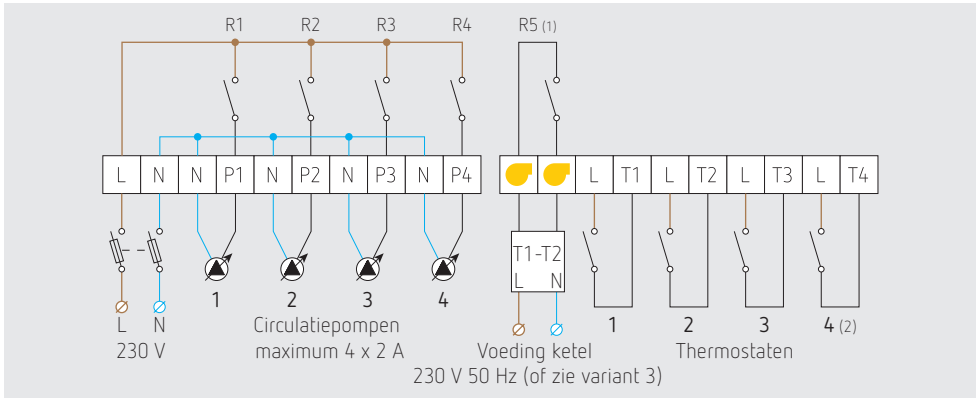 R1 R2 R3 R4 R5 (1)
L N N P1 N P2 N P3 N P4 L T1 L T2 L T3 L T4
T1-T2
L N
1 2 3 4 1 2 3 4 (2)
L N
230 V
Circulatiepompen
maximum 4 x 2 A
Voeding ketel
230 V 50 Hz (of zie variant 3)
Thermostaten